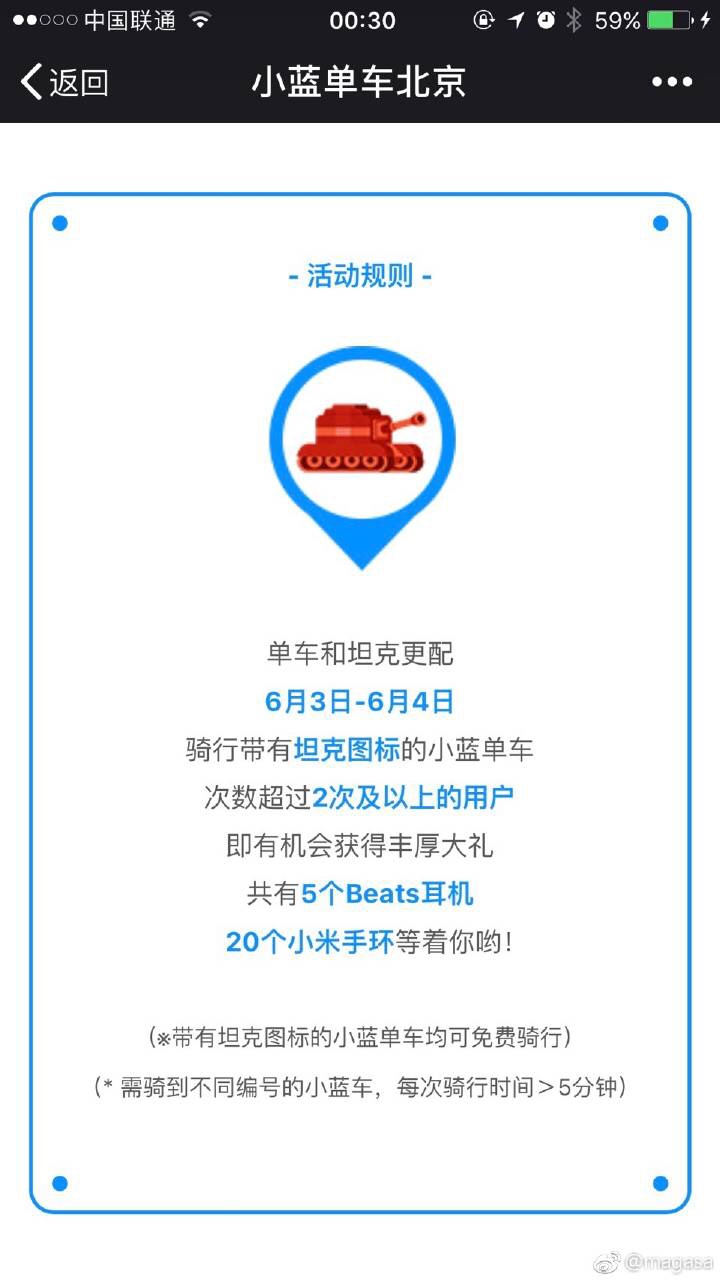 中国联通 00:30 59%
返回 小蓝单车北京
- 活动规则 -
单车和坦克更配
6月3日-6月4日
骑行带有坦克图标的小蓝单车
次数超过2次及以上的用户
即有机会获得丰厚大礼
共有5个Beats耳机
20个小米手环等着你哟!
(※带有坦克图标的小蓝单车均可免费骑行)
(* 需骑到不同编号的小蓝车，每次骑行时间＞5分钟)
@magasa